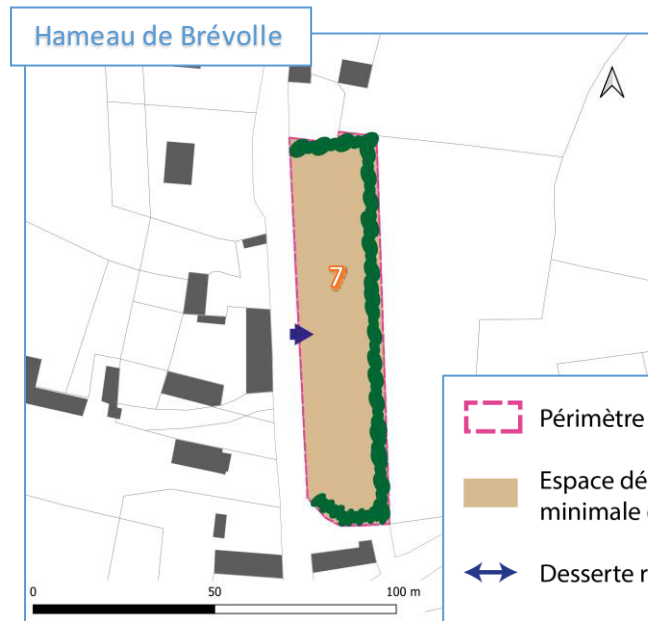 Hameau de Brévolle
7
Périmètre
Espace dé
minimale
Desserte r
0 50 100 m